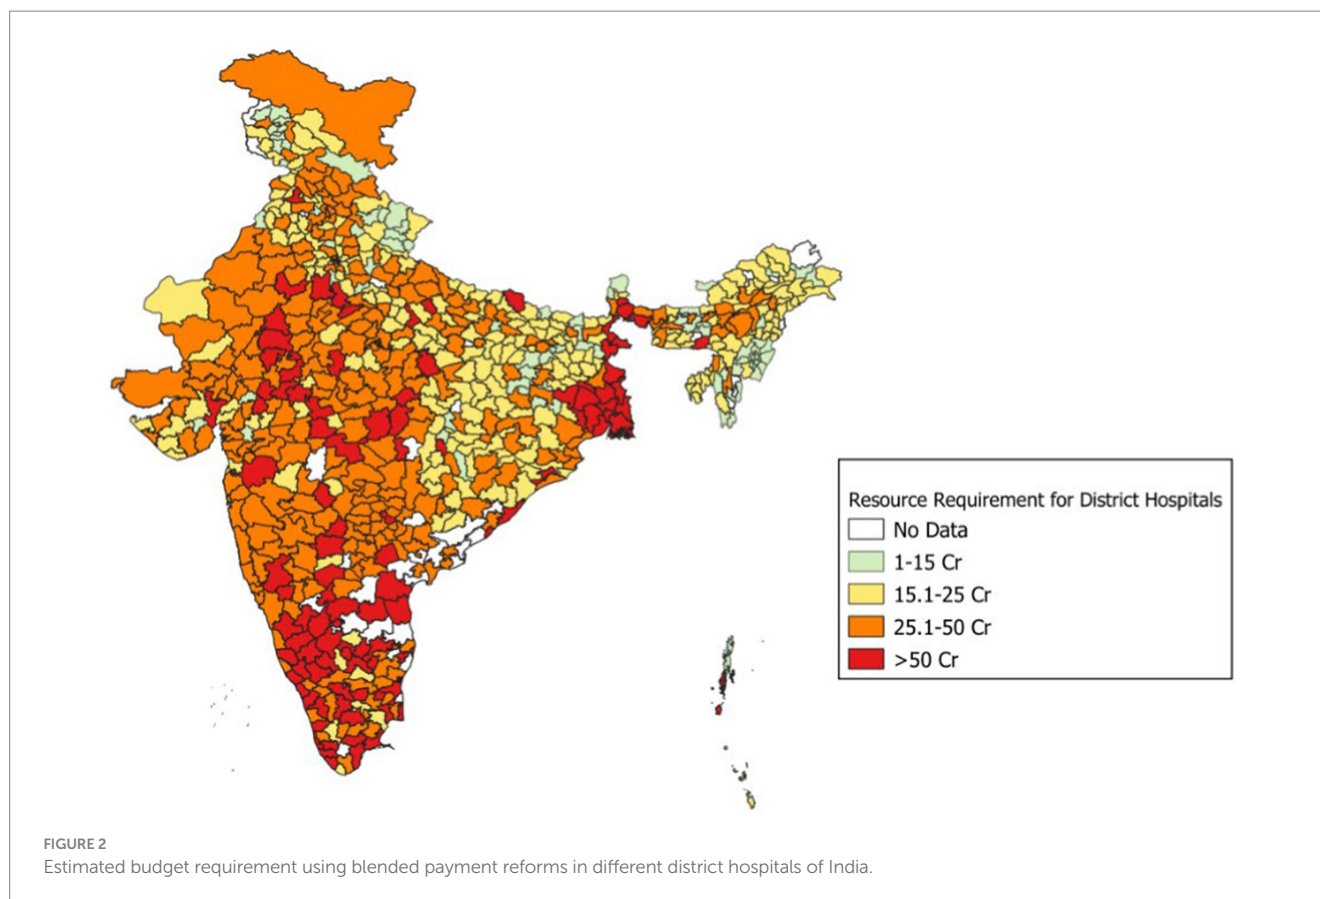 Resource Requirement for District Hospitals
No Data
1-15 Cr
15.1-25 Cr
25.1-50 Cr
>50 Cr
FIGURE 2
Estimated budget requirement using blended payment reforms in different district hospitals of India.